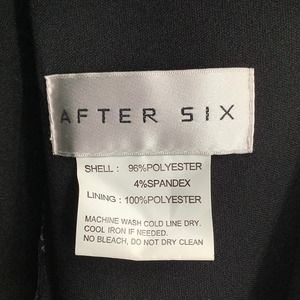 AFTER SIX
SHELL : 96%POLYESTER
4%SPANDEX
LINING : 100%POLYESTER
MACHINE WASH COLD LINE DRY.
COOL IRON IF NEEDED.
NO BLEACH, DO NOT DRY CLEAN